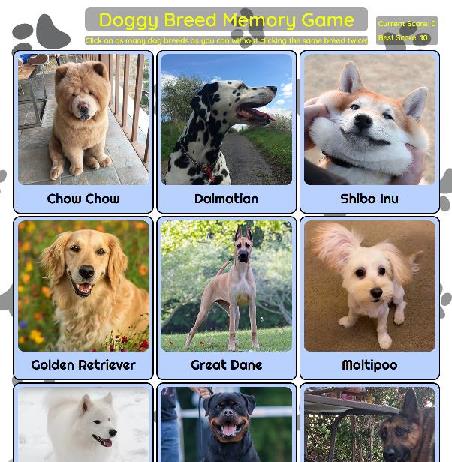 Doggy Breed Memory Game
Click on as many dog breeds as you can without clicking the same breed twice!
Current Score: 0
Best Score: 10
Chow Chow
Dalmatian
Shiba Inu
Golden Retriever
Great Dane
Maltipoo